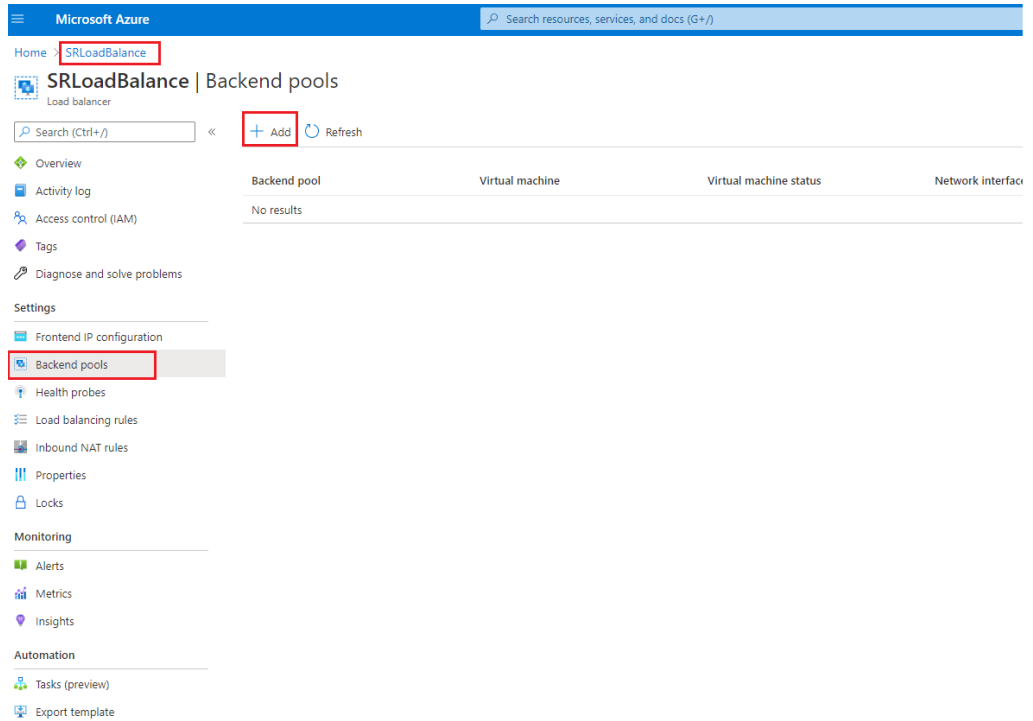 Microsoft Azure
Search resources, services, and docs (G+/)
Home > SRLoadBalance
SRLoadBalance | Backend pools
Load balancer
Search (Ctrl+/)
«
+ Add
Refresh
Overview
Activity log
Access control (IAM)
Tags
Diagnose and solve problems
Settings
Frontend IP configuration
Backend pools
Health probes
Load balancing rules
Inbound NAT rules
Properties
Locks
Monitoring
Alerts
Metrics
Insights
Automation
Tasks (preview)
Export template
Backend pool Virtual machine Virtual machine status Network interface
No results